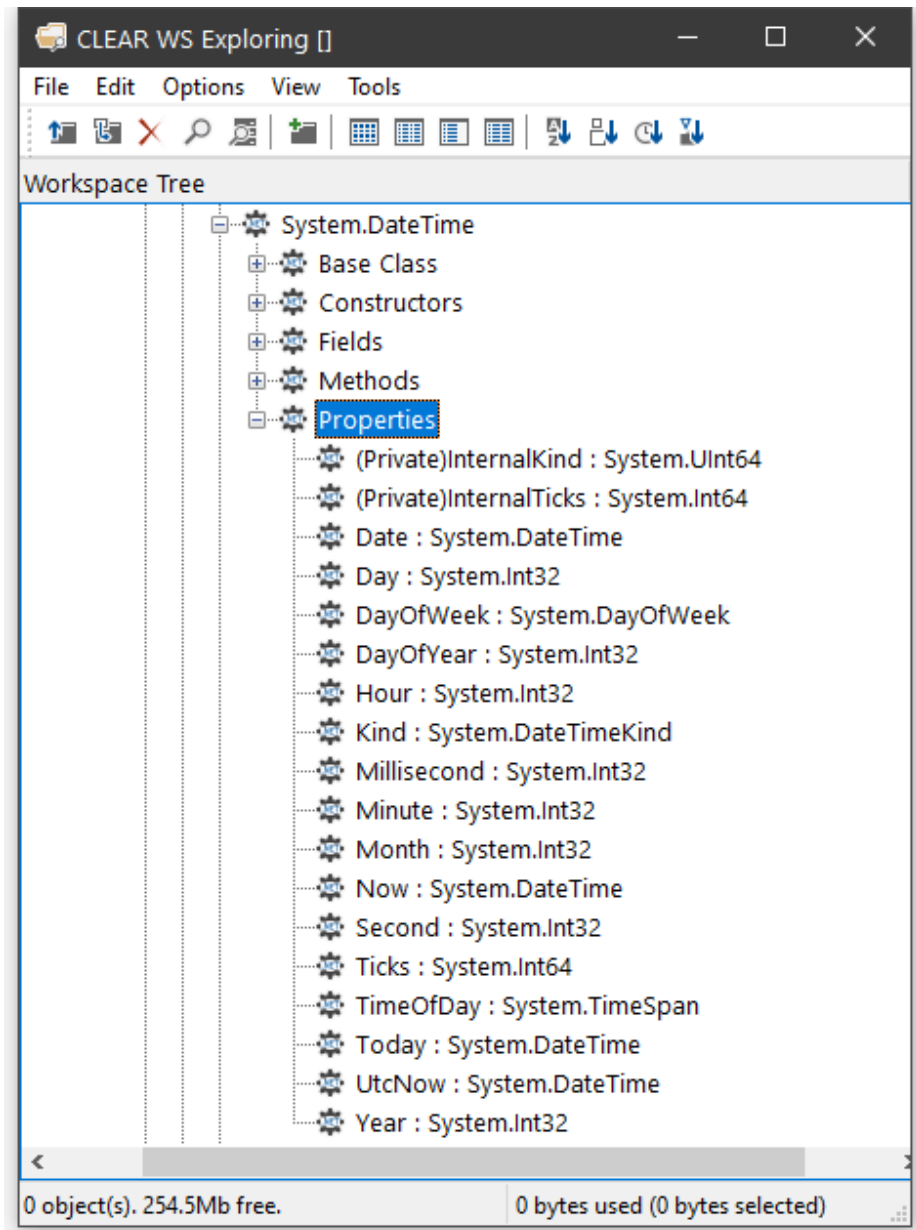 CLEAR WS Exploring []
File Edit Options View Tools
Workspace Tree
System.DateTime
Base Class
Constructors
Fields
Methods
Properties
(Private)InternalKind : System.UInt64
(Private)InternalTicks : System.Int64
Date : System.DateTime
Day : System.Int32
DayOfWeek : System.DayOfWeek
DayOfYear : System.Int32
Hour : System.Int32
Kind : System.DateTimeKind
Millisecond : System.Int32
Minute : System.Int32
Month : System.Int32
Now : System.DateTime
Second : System.Int32
Ticks : System.Int64
TimeOfDay : System.TimeSpan
Today : System.DateTime
UtcNow : System.DateTime
Year : System.Int32
0 object(s). 254.5Mb free. 0 bytes used (0 bytes selected)